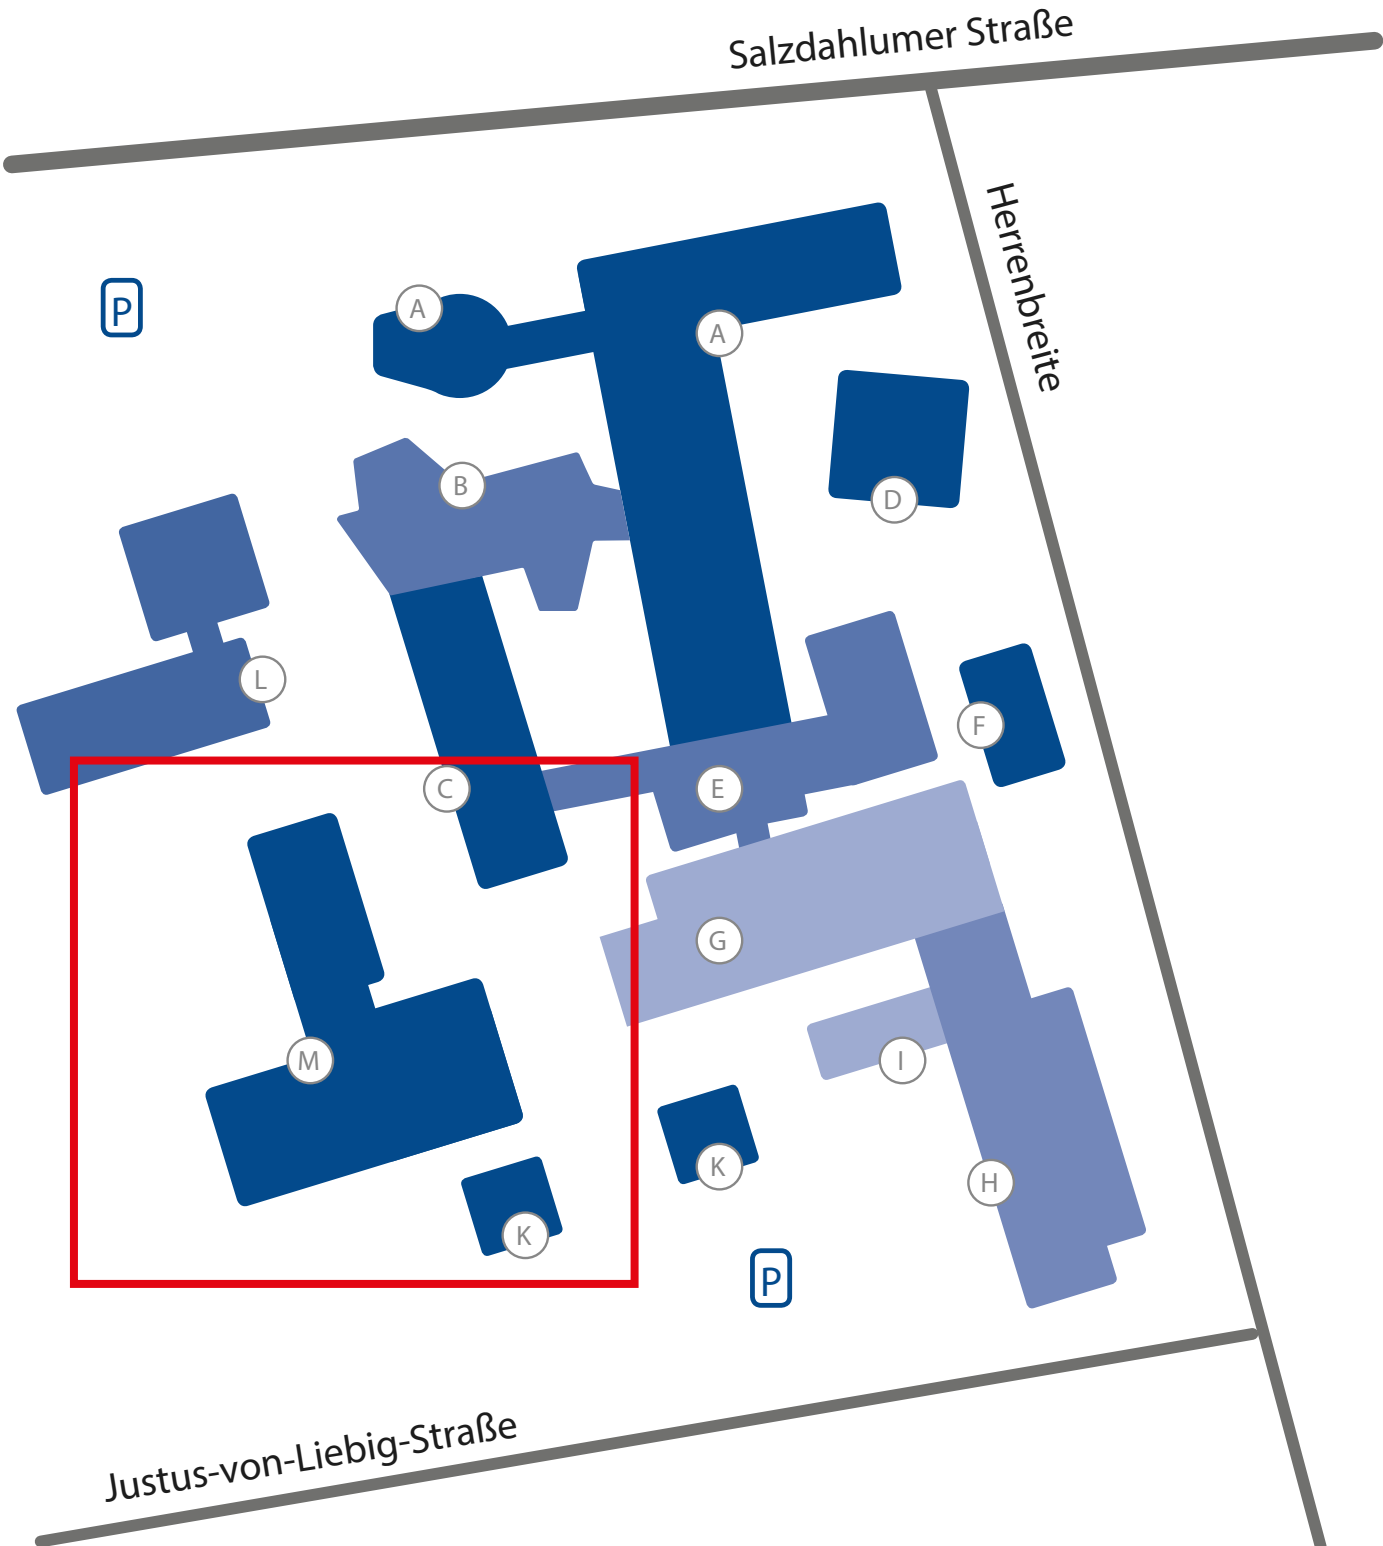 Salzdahlumer Straße
Herrenbreite
P
A
A
B
D
L
F
C
E
G
M
I
K
H
K
P
Justus-von-Liebig-Straße